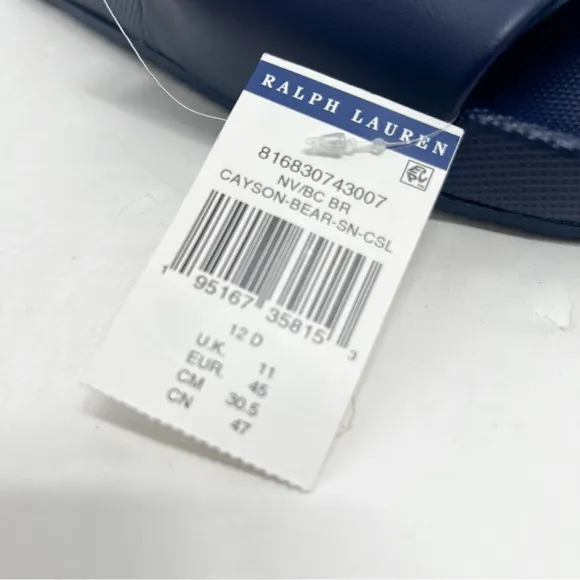 RALPH LAUREN
816830743007
NV/BC BR
CAYSON-BEAR-SN-CSL
1 95167 35815 3
12 D
U.K. 11
EUR. 45
CM 30.5
CN 47